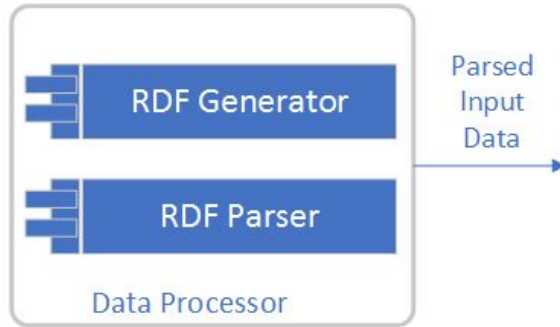 RDF Generator
RDF Parser
Data Processor
Parsed
Input
Data